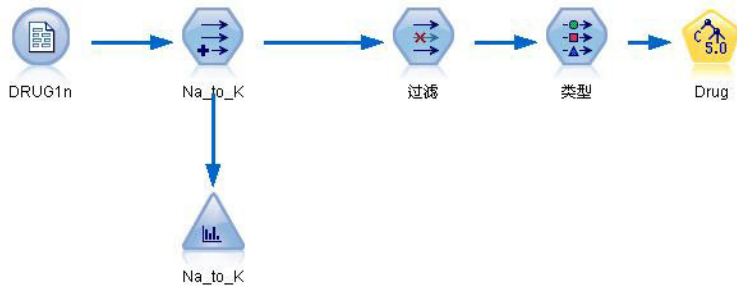 C
5.0
DRUG1n
Na_to_K
过滤
类型
Drug
Na_to_K